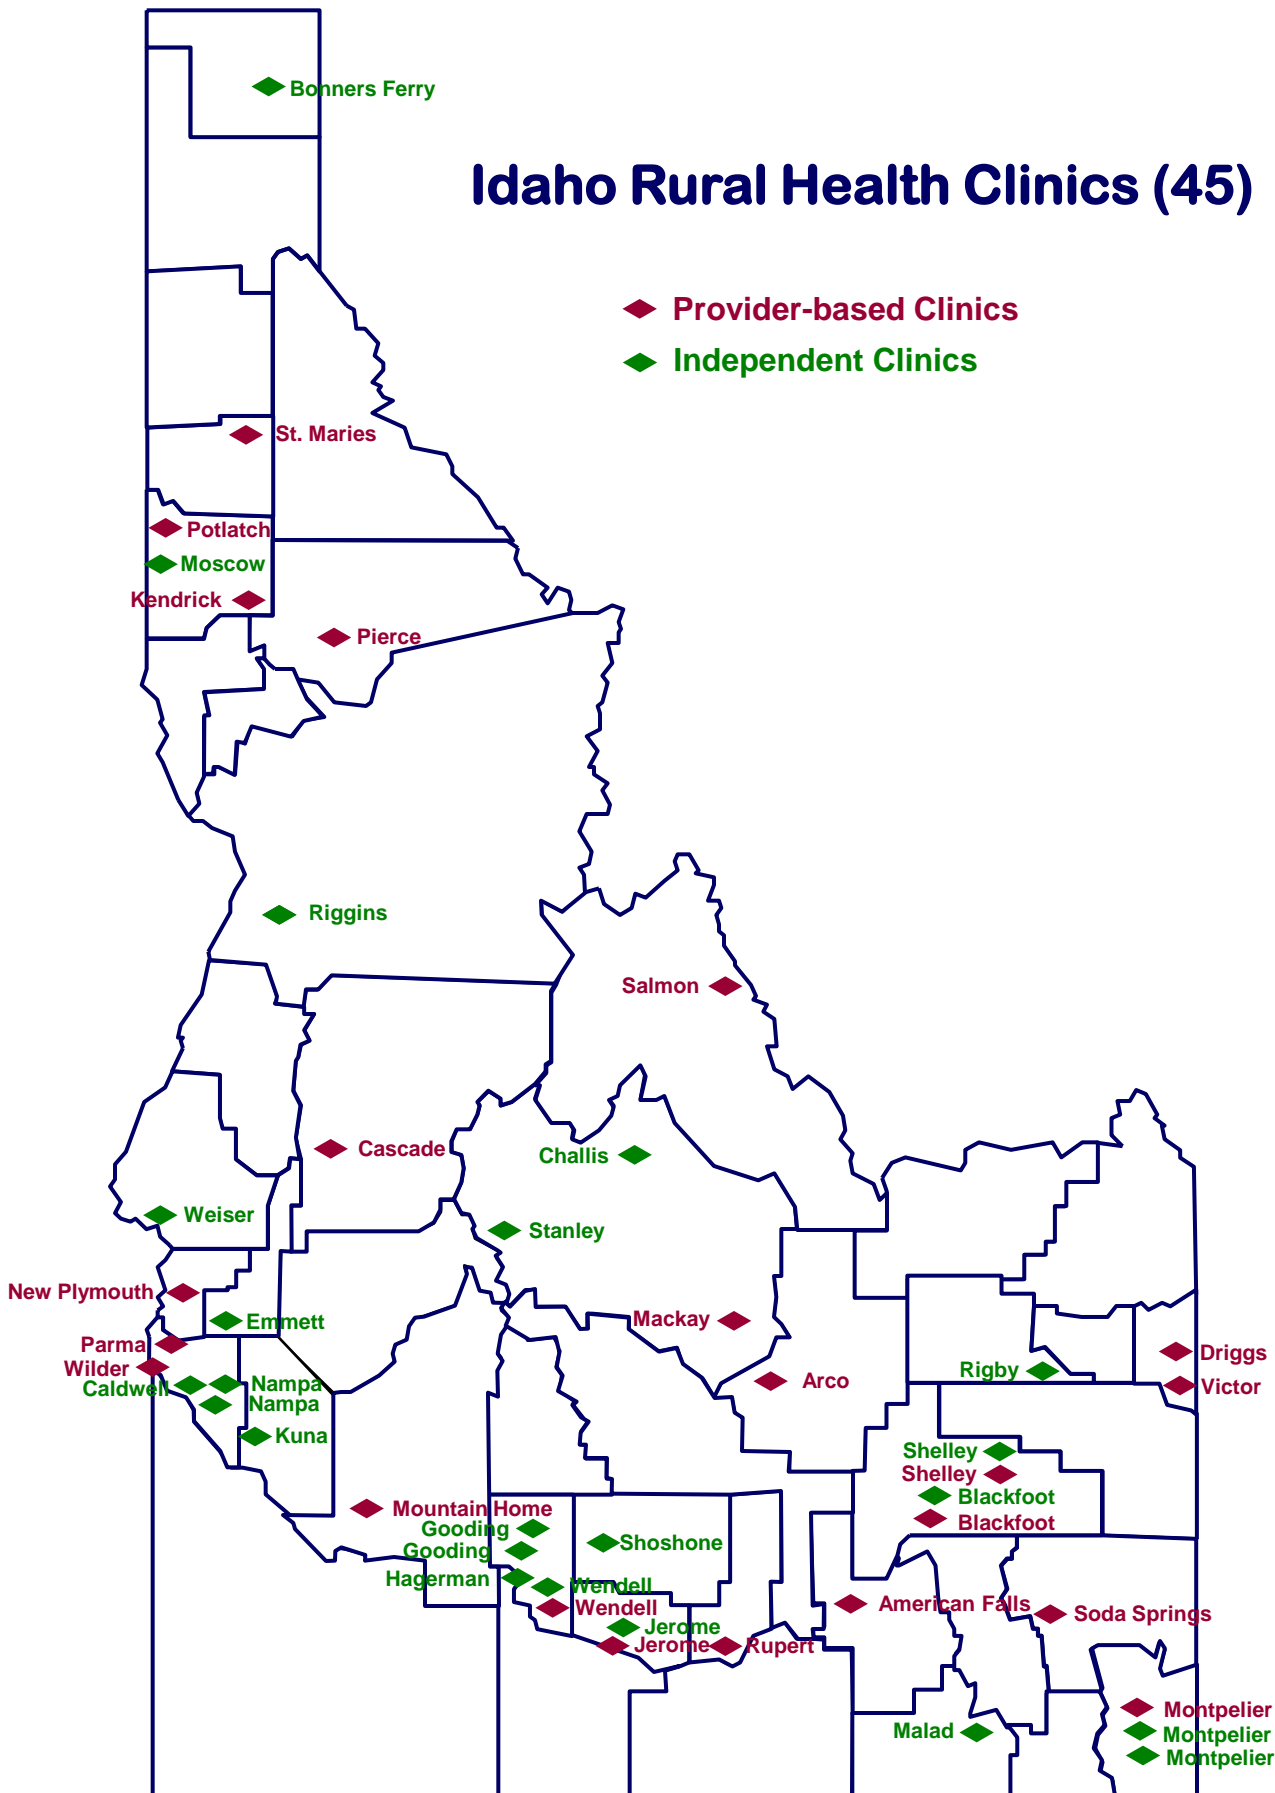 Bonners Ferry
Idaho Rural Health Clinics (45)
Provider-based Clinics
Independent Clinics
St. Maries
Potlatch
Moscow
Kendrick
Pierce
Riggins
Salmon
Cascade
Challis
Weiser
Stanley
New Plymouth
Emmett
Mackay
Parma
Driggs
Wilder
Rigby
Arco
Victor
Caldwell
Nampa
Nampa
Kuna
Shelley
Shelley
Blackfoot
Blackfoot
Mountain Home
Gooding
Shoshone
Gooding
Hagerman
Wendell
Wendell
American Falls
Soda Springs
Jerome
Jerome
Rupert
Montpelier
Malad
Montpelier
Montpelier